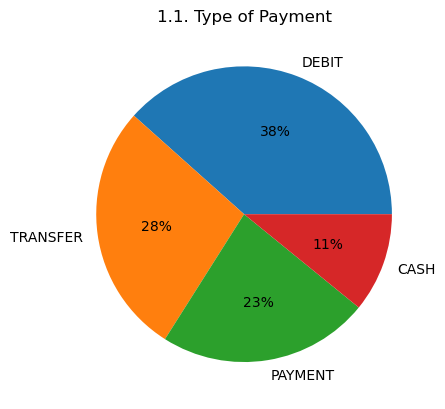 1.1. Type of Payment
DEBIT
38%
TRANSFER
28%
11%
CASH
23%
PAYMENT